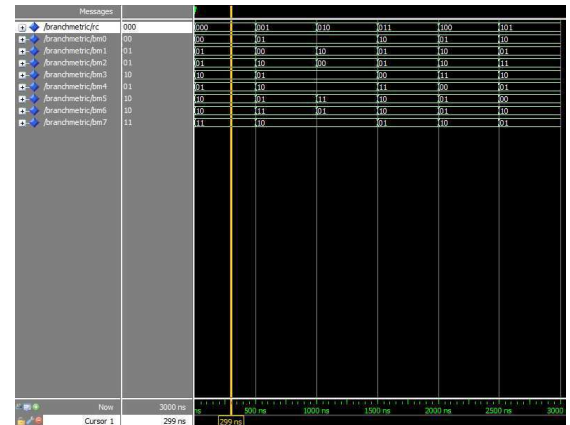 Messages
/branchmetric/rc 000 000 001 010 011 100 101
/branchmetric/bm0 00 00 01 10 01 10
/branchmetric/bm1 01 01 00 10 01 10 01
/branchmetric/bm2 01 01 10 00 01 10 11
/branchmetric/bm3 10 10 01 00 11 10
/branchmetric/bm4 01 01 10 11 00 01
/branchmetric/bm5 10 10 01 11 10 01 00
/branchmetric/bm6 10 10 11 01 10 01 10
/branchmetric/bm7 11 11 10 01 10 01
Now 3000 ns ns 500 ns 1000 ns 1500 ns 2000 ns 2500 ns 3000
Cursor 1 299 ns 299 ns